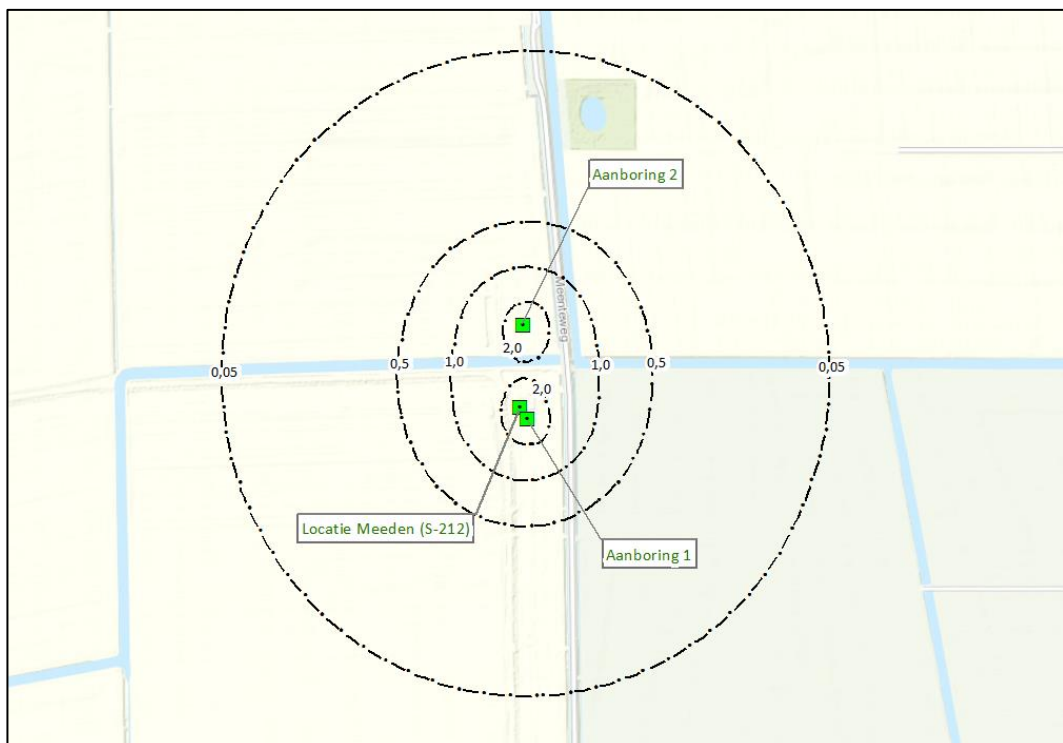 Aanboring 2
Meenteweg
2,0
0,05
0,5
1,0
1,0
0,5
0,05
2,0
Locatie Meeden (S-212)
Aanboring 1